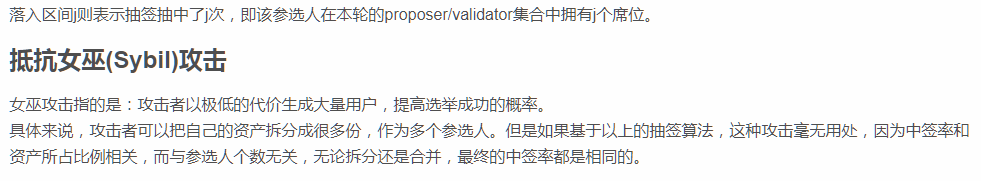 落入区间j则表示抽签抽中了j次，即该参选人在本轮的proposer/validator集合中拥有j个席位。
抵抗女巫(Sybil)攻击
女巫攻击指的是：攻击者以极低的代价生成大量用户，提高选举成功的概率。
具体来说，攻击者可以把自己的资产拆分成很多份，作为多个参选人。但是如果基于以上的抽签算法，这种攻击毫无用处，因为中签率和
资产所占比例相关，而与参选人个数无关，无论拆分还是合并，最终的中签率都是相同的。